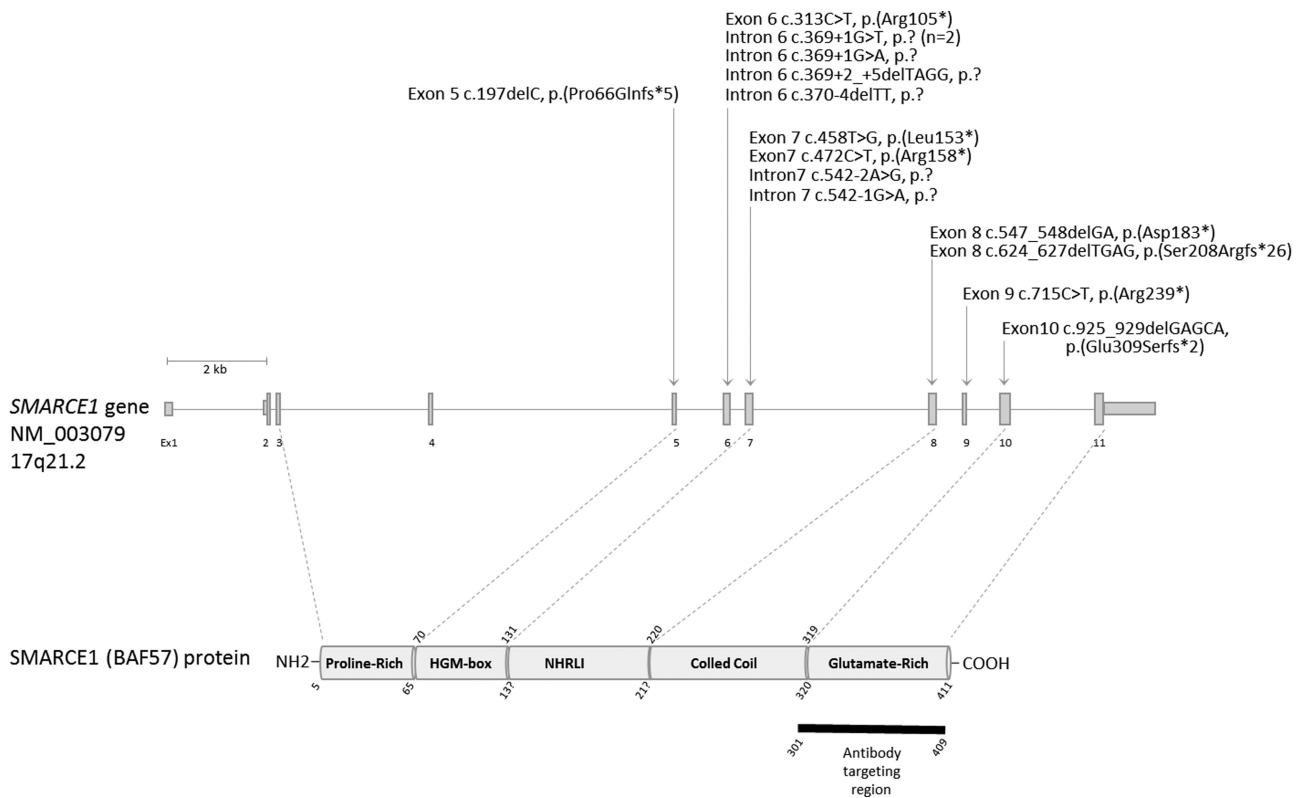 Exon 6 c.313C>T, p.(Arg105*)
Intron 6 c.369+1G>T, p.? (n=2)
Intron 6 c.369+1G>A, p.?
Intron 6 c.369+2_+5delTAGG, p.?
Intron 6 c.370-4delTT, p.?
Exon 5 c.197delC, p.(Pro66Glnfs*5)
Exon 7 c.458T>G, p.(Leu153*)
Exon7 c.472C>T, p.(Arg158*)
Intron7 c.542-2A>G, p.?
Intron 7 c.542-1G>A, p.?
Exon 8 c.547_548delGA, p.(Asp183*)
Exon 8 c.624_627delTGAG, p.(Ser208Argfs*26)
Exon 9 c.715C>T, p.(Arg239*)
Exon10 c.925_929delGAGCA,
p.(Glu309Serfs*2)
2 kb
SMARCE1 gene
NM_003079
17q21.2
Ex1 2 3 4 5 6 7 8 9 10 11
70 131 220 319
SMARCE1 (BAF57) protein
NH2 Proline-Rich HGM-box NHRLI Colled Coil Glutamate-Rich COOH
5 65 13? 21? 320 411
301 409
Antibody
targeting
region